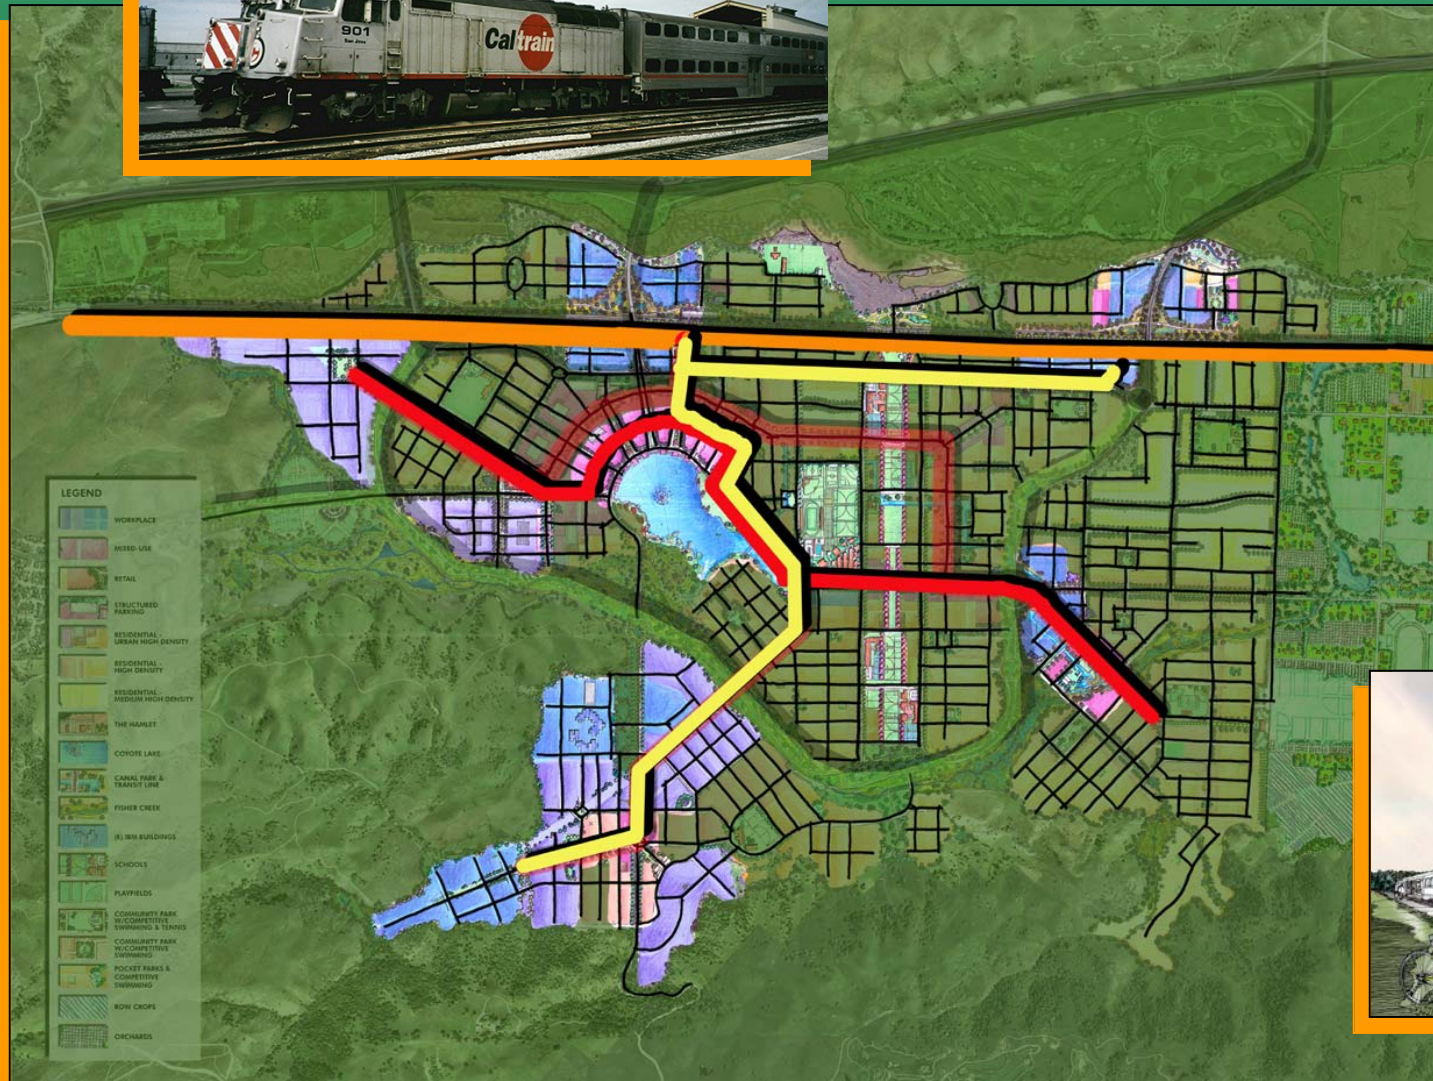 901
San Jose
Caltrain
LEGEND
WORKPLACE
MIXED-USE
RETAIL
STRUCTURED
PARKING
RESIDENTIAL -
URBAN HIGH DENSITY
RESIDENTIAL -
HIGH DENSITY
RESIDENTIAL -
MEDIUM HIGH DENSITY
THE HAMLET
COYOTE LAKE
CANAL PARK &
TRANSIT LINE
FISHER CREEK
(E) IBM BUILDINGS
SCHOOLS
PLAYFIELDS
COMMUNITY PARK
W/COMPETITIVE
SWIMMING & TENNIS
COMMUNITY PARK
W/COMPETITIVE
SWIMMING
POCKET PARKS &
COMPETITIVE
SWIMMING
ROW CROPS
ORCHARDS